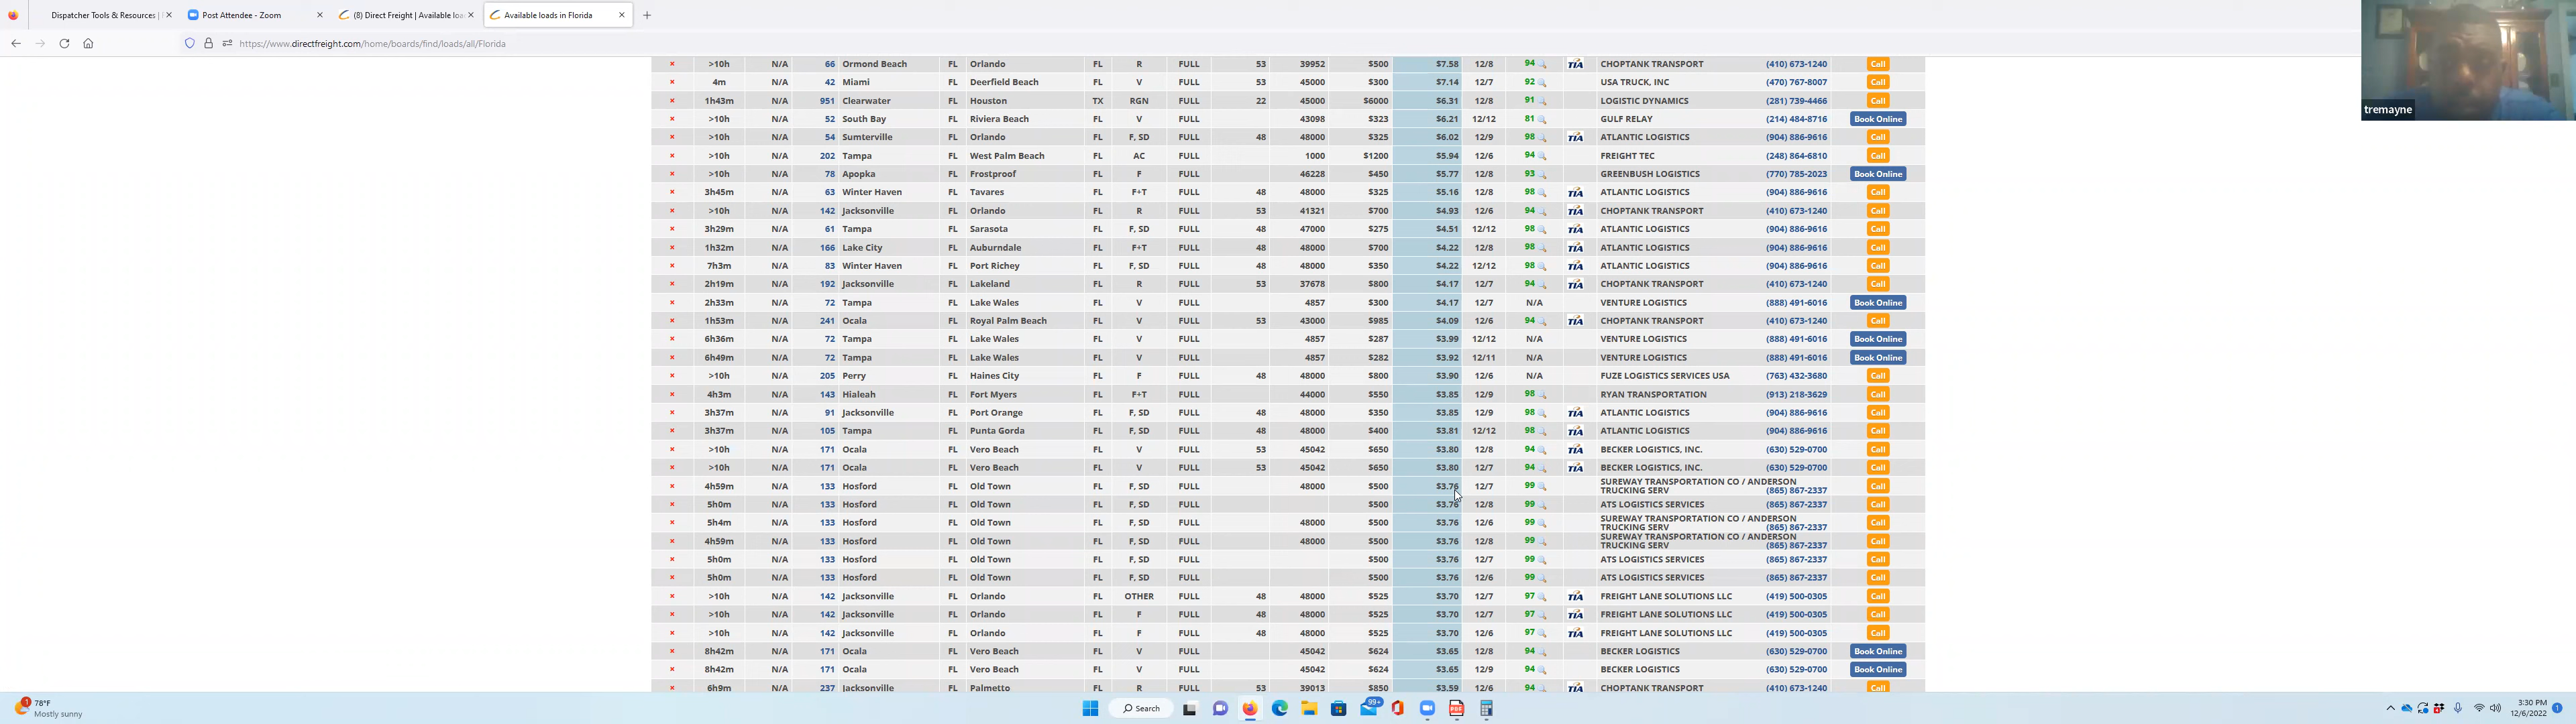 Dispatcher Tools & Resources |
Post Attendee - Zoom
(8) Direct Freight | Available loa
Available loads in Florida
https://www.directfreight.com/home/boards/find/loads/all/Florida
tremayne
× >10h N/A 66 Ormond Beach FL Orlando FL R FULL 53 39952 $500 $7.58 12/8 94 TIA CHOPTANK TRANSPORT (410) 673-1240 Call
× 4m N/A 42 Miami FL Deerfield Beach FL V FULL 53 45000 $300 $7.14 12/7 92 USA TRUCK, INC (470) 767-8007 Call
× 1h43m N/A 951 Clearwater FL Houston TX RGN FULL 22 45000 $6000 $6.31 12/8 91 LOGISTIC DYNAMICS (281) 739-4466 Call
× >10h N/A 52 South Bay FL Riviera Beach FL V FULL 43098 $323 $6.21 12/12 81 GULF RELAY (214) 484-8716 Book Online
× >10h N/A 54 Sumterville FL Orlando FL F, SD FULL 48 48000 $325 $6.02 12/9 98 TIA ATLANTIC LOGISTICS (904) 886-9616 Call
× >10h N/A 202 Tampa FL West Palm Beach FL AC FULL 1000 $1200 $5.94 12/6 94 FREIGHT TEC (248) 864-6810 Call
× >10h N/A 78 Apopka FL Frostproof FL F FULL 46228 $450 $5.77 12/8 93 GREENBUSH LOGISTICS (770) 785-2023 Book Online
× 3h45m N/A 63 Winter Haven FL Tavares FL F+T FULL 48 48000 $325 $5.16 12/8 98 TIA ATLANTIC LOGISTICS (904) 886-9616 Call
× >10h N/A 142 Jacksonville FL Orlando FL R FULL 53 41321 $700 $4.93 12/6 94 TIA CHOPTANK TRANSPORT (410) 673-1240 Call
× 3h29m N/A 61 Tampa FL Sarasota FL F, SD FULL 48 47000 $275 $4.51 12/12 98 TIA ATLANTIC LOGISTICS (904) 886-9616 Call
× 1h32m N/A 166 Lake City FL Auburndale FL F+T FULL 48 48000 $700 $4.22 12/8 98 TIA ATLANTIC LOGISTICS (904) 886-9616 Call
× 7h3m N/A 83 Winter Haven FL Port Richey FL F, SD FULL 48 48000 $350 $4.22 12/12 98 TIA ATLANTIC LOGISTICS (904) 886-9616 Call
× 2h19m N/A 192 Jacksonville FL Lakeland FL R FULL 53 37678 $800 $4.17 12/7 94 TIA CHOPTANK TRANSPORT (410) 673-1240 Call
× 2h33m N/A 72 Tampa FL Lake Wales FL V FULL 4857 $300 $4.17 12/7 N/A VENTURE LOGISTICS (888) 491-6016 Book Online
× 1h53m N/A 241 Ocala FL Royal Palm Beach FL V FULL 53 43000 $985 $4.09 12/6 94 TIA CHOPTANK TRANSPORT (410) 673-1240 Call
× 6h36m N/A 72 Tampa FL Lake Wales FL V FULL 4857 $287 $3.99 12/12 N/A VENTURE LOGISTICS (888) 491-6016 Book Online
× 6h49m N/A 72 Tampa FL Lake Wales FL V FULL 4857 $282 $3.92 12/11 N/A VENTURE LOGISTICS (888) 491-6016 Book Online
× >10h N/A 205 Perry FL Haines City FL F FULL 48 48000 $800 $3.90 12/6 N/A FUZE LOGISTICS SERVICES USA (763) 432-3680 Call
× 4h3m N/A 143 Hialeah FL Fort Myers FL F+T FULL 44000 $550 $3.85 12/9 98 RYAN TRANSPORTATION (913) 218-3629 Call
× 3h37m N/A 91 Jacksonville FL Port Orange FL F, SD FULL 48 48000 $350 $3.85 12/9 98 TIA ATLANTIC LOGISTICS (904) 886-9616 Call
× 3h37m N/A 105 Tampa FL Punta Gorda FL F, SD FULL 48 48000 $400 $3.81 12/12 98 TIA ATLANTIC LOGISTICS (904) 886-9616 Call
× >10h N/A 171 Ocala FL Vero Beach FL V FULL 53 45042 $650 $3.80 12/8 94 TIA BECKER LOGISTICS, INC. (630) 529-0700 Call
× >10h N/A 171 Ocala FL Vero Beach FL V FULL 53 45042 $650 $3.80 12/7 94 TIA BECKER LOGISTICS, INC. (630) 529-0700 Call
× 4h59m N/A 133 Hosford FL Old Town FL F, SD FULL 48000 $500 $3.76 12/7 99 SUREWAY TRANSPORTATION CO / ANDERSON TRUCKING SERV (865) 867-2337 Call
× 5h0m N/A 133 Hosford FL Old Town FL F, SD FULL $500 $3.76 12/8 99 ATS LOGISTICS SERVICES (865) 867-2337 Call
× 5h4m N/A 133 Hosford FL Old Town FL F, SD FULL 48000 $500 $3.76 12/6 99 SUREWAY TRANSPORTATION CO / ANDERSON TRUCKING SERV (865) 867-2337 Call
× 4h59m N/A 133 Hosford FL Old Town FL F, SD FULL 48000 $500 $3.76 12/8 99 SUREWAY TRANSPORTATION CO / ANDERSON TRUCKING SERV (865) 867-2337 Call
× 5h0m N/A 133 Hosford FL Old Town FL F, SD FULL $500 $3.76 12/7 99 ATS LOGISTICS SERVICES (865) 867-2337 Call
× 5h0m N/A 133 Hosford FL Old Town FL F, SD FULL $500 $3.76 12/6 99 ATS LOGISTICS SERVICES (865) 867-2337 Call
× >10h N/A 142 Jacksonville FL Orlando FL OTHER FULL 48 48000 $525 $3.70 12/7 97 TIA FREIGHT LANE SOLUTIONS LLC (419) 500-0305 Call
× >10h N/A 142 Jacksonville FL Orlando FL F FULL 48 48000 $525 $3.70 12/7 97 TIA FREIGHT LANE SOLUTIONS LLC (419) 500-0305 Call
× >10h N/A 142 Jacksonville FL Orlando FL F FULL 48 48000 $525 $3.70 12/6 97 TIA FREIGHT LANE SOLUTIONS LLC (419) 500-0305 Call
× 8h42m N/A 171 Ocala FL Vero Beach FL V FULL 45042 $624 $3.65 12/8 94 BECKER LOGISTICS (630) 529-0700 Book Online
× 8h42m N/A 171 Ocala FL Vero Beach FL V FULL 45042 $624 $3.65 12/9 94 BECKER LOGISTICS (630) 529-0700 Book Online
× 6h9m N/A 237 Jacksonville FL Palmetto FL R FULL 53 39013 $850 $3.59 12/6 94 TIA CHOPTANK TRANSPORT (410) 673-1240 Call
1
78°F
Mostly sunny
Search
99+
PDF
3:30 PM
12/6/2022
1